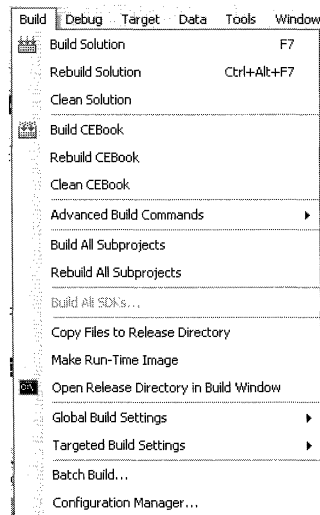 Build Debug Target Data Tools Window
Build Solution F7
Rebuild Solution Ctrl+Alt+F7
Clean Solution
Build CEBook
Rebuild CEBook
Clean CEBook
Advanced Build Commands
Build All Subprojects
Rebuild All Subprojects
Build All SDKs...
Copy Files to Release Directory
Make Run-Time Image
Open Release Directory in Build Window
Global Build Settings
Targeted Build Settings
Batch Build...
Configuration Manager...